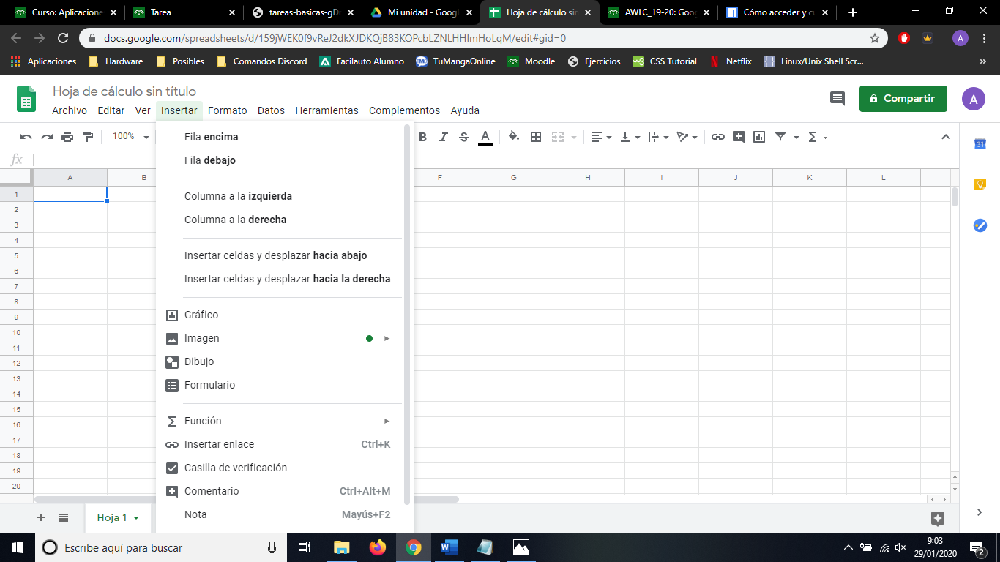 Curso: Aplicacione
Tarea
tareas-basicas-gDr
Mi unidad - Googl
Hoja de cálculo sin
AWLC_19-20: Goo
Cómo acceder y cu
docs.google.com/spreadsheets/d/159jWEK0f9vReJ2dkXJDKQjB83KOPcbLZNLHHImHoLqM/edit#gid=0
A
Aplicaciones
Hardware
Posibles
Comandos Discord
Facilauto Alumno
TuMangaOnline
Moodle
Ejercicios
CSS Tutorial
Netflix
Linux/Unix Shell Scr...
»
Hoja de cálculo sin título
Compartir
A
Archivo Editar Ver Insertar Formato Datos Herramientas Complementos Ayuda
100%
B I S A
31
fx
A B F G H I J K L
Fila encima
Fila debajo
Columna a la izquierda
Columna a la derecha
Insertar celdas y desplazar hacia abajo
Insertar celdas y desplazar hacia la derecha
Gráfico
Imagen
Dibujo
Formulario
Función
Insertar enlace Ctrl+K
Casilla de verificación
Comentario Ctrl+Alt+M
Nota Mayús+F2
1
2
3
4
5
6
7
8
9
10
11
12
13
14
15
16
17
18
19
20
Hoja 1
Escribe aquí para buscar
9:03
29/01/2020
2